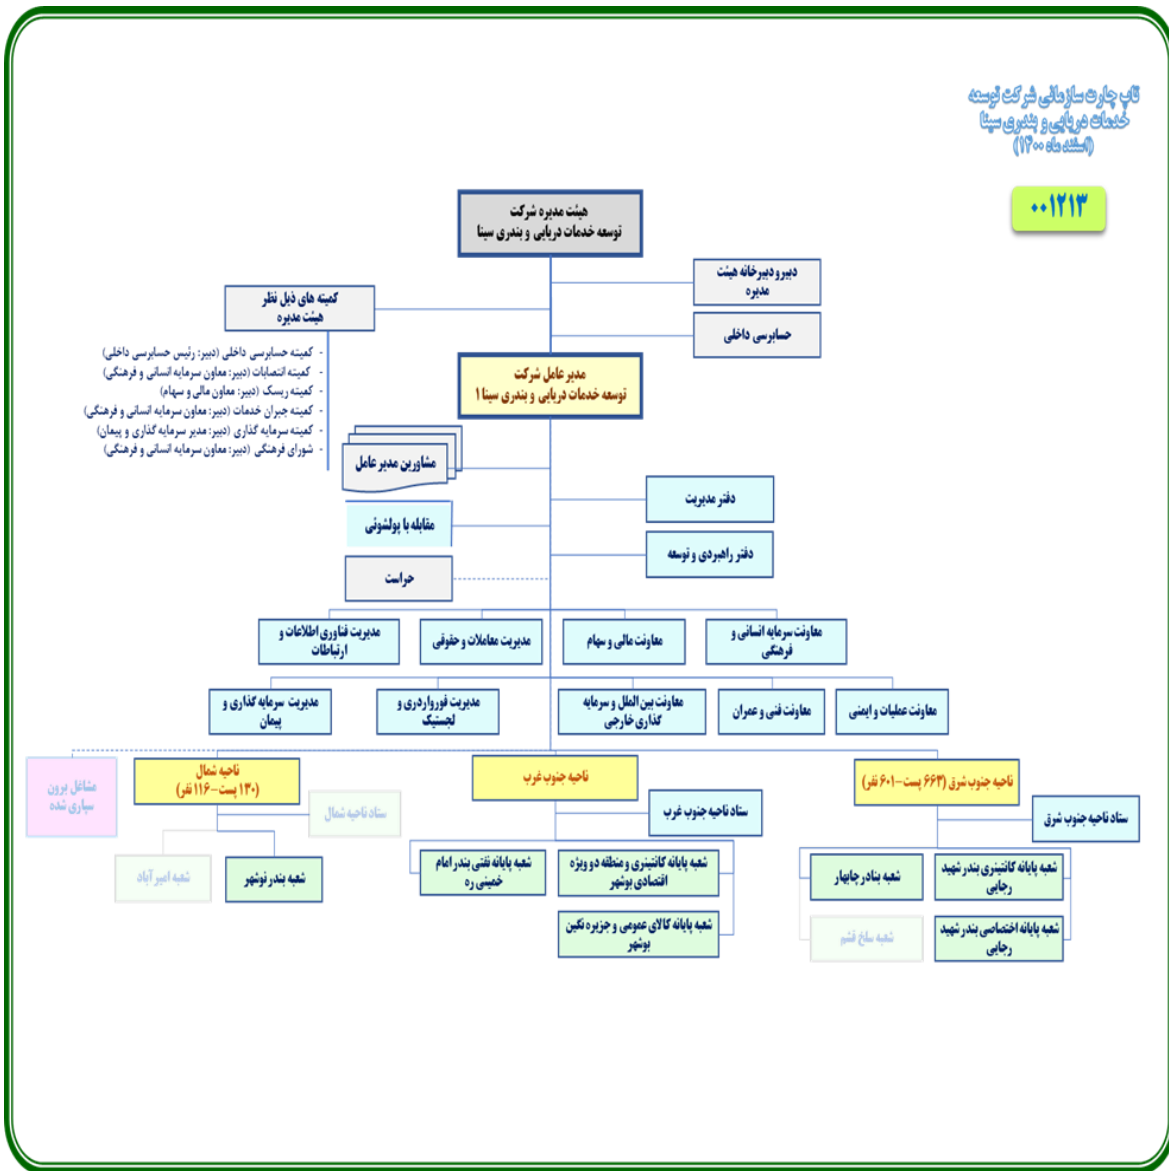 تاپ چارت سازمانی شرکت توسعه
خدمات دریایی و بندری سینا
(اسفند ماه ۱۴۰۰)
۰۰۱۲۱۳
هیئت مدیره شرکت
توسعه خدمات دریایی و بندری سینا
دبیر و دبیرخانه هیئت
مدیره
کمیته های ذیل نظر
هیئت مدیره
حسابرسی داخلی
- کمیته حسابرسی داخلی (دبیر: رئیس حسابرسی داخلی)
- کمیته انتصابات (دبیر: معاون سرمایه انسانی و فرهنگی)
- کمیته ریسک (دبیر: معاون مالی و سهام)
- کمیته جبران خدمات (دبیر: معاون سرمایه انسانی و فرهنگی)
- کمیته سرمایه گذاری (دبیر: مدیر سرمایه گذاری و پیمان)
- شورای فرهنگی (دبیر: معاون سرمایه انسانی و فرهنگی)
مدیر عامل شرکت
توسعه خدمات دریایی و بندری سینا ۱
مشاورین مدیر عامل
دفتر مدیریت
مقابله با پولشوئی
دفتر راهبردی و توسعه
حراست
معاونت سرمایه انسانی و
فرهنگی
معاونت مالی و سهام
مدیریت معاملات و حقوقی
مدیریت فناوری اطلاعات و
ارتباطات
معاونت عملیات و ایمنی
معاونت فنی و عمران
معاونت بین الملل و سرمایه
گذاری خارجی
مدیریت فورواردری و
لجستیک
مدیریت سرمایه گذاری و
پیمان
ناحیه جنوب شرق (۶۶۳ پست-۶۰۱ نفر)
ناحیه جنوب غرب
ناحیه شمال
(۱۳۰ پست-۱۱۶ نفر)
مشاغل برون
سپاری شده
ستاد ناحیه جنوب شرق
ستاد ناحیه جنوب غرب
ستاد ناحیه شمال
شعبه پایانه کانتینری بندر شهید
رجایی
شعبه بنادر چابهار
شعبه پایانه اختصاصی بندر شهید
رجایی
شعبه سلخ قشم
شعبه پایانه کانتینری و منطقه دو ویژه
اقتصادی بوشهر
شعبه پایانه نفتی بندر امام
خمینی ره
شعبه پایانه کالای عمومی و جزیره نگین
بوشهر
شعبه بندر نوشهر
شعبه امیر آباد